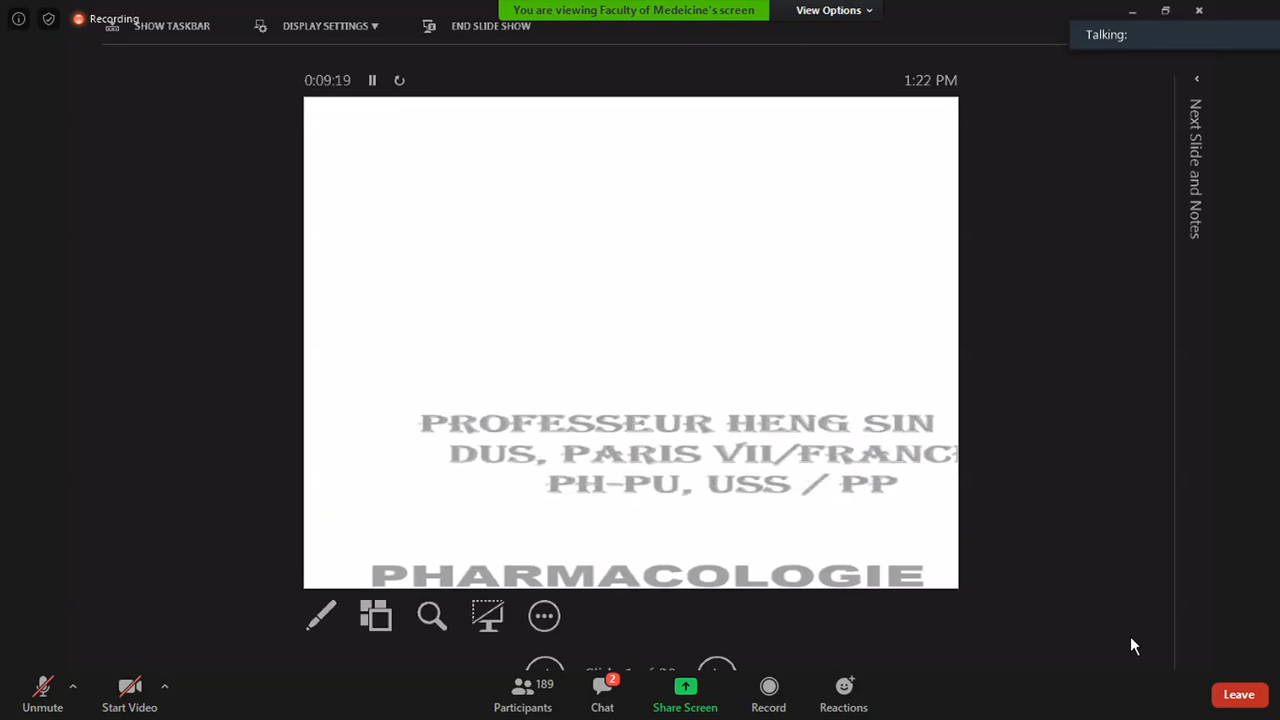 Recording
SHOW TASKBAR
DISPLAY SETTINGS
END SLIDE SHOW
You are viewing Faculty of Medeicine's screen
View Options
Talking:
0:09:19
1:22 PM
Next Slide and Notes
PROFESSEUR HENG SIN
DUS, PARIS VII/FRANC
PH-PU, USS / PP
PHARMACOLOGIE
Unmute
Start Video
189
Participants
2
Chat
Share Screen
Record
Reactions
Leave